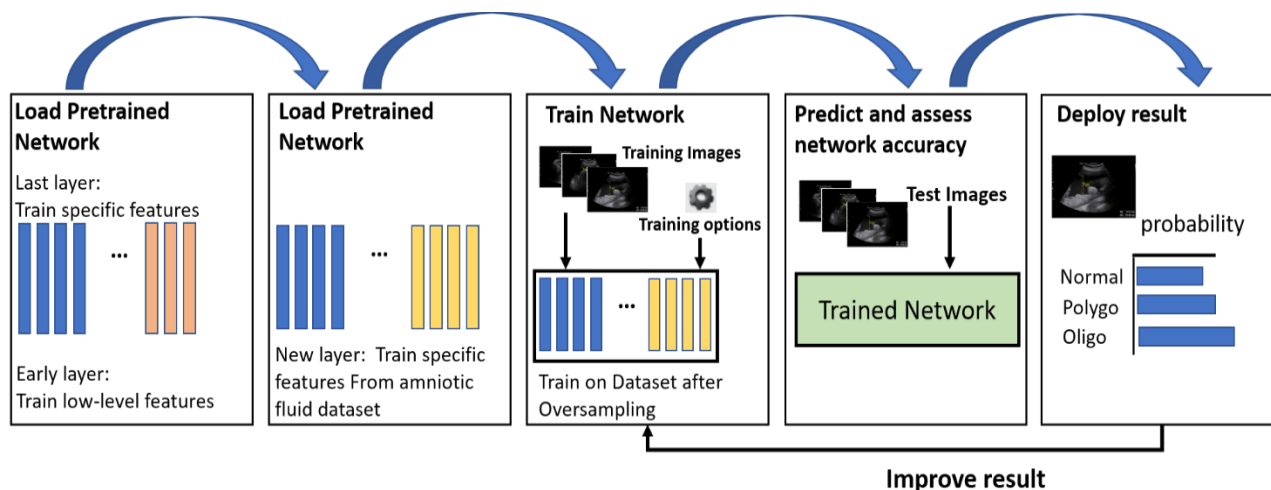 Load Pretrained
Network
Last layer:
Train specific features
...
Early layer:
Train low-level features
Load Pretrained
Network
...
New layer: Train specific
features From amniotic
fluid dataset
Train Network
Training Images
Training options
...
Train on Dataset after
Oversampling
Predict and assess
network accuracy
Test Images
Trained Network
Deploy result
probability
Normal
Polygo
Oligo
Improve result